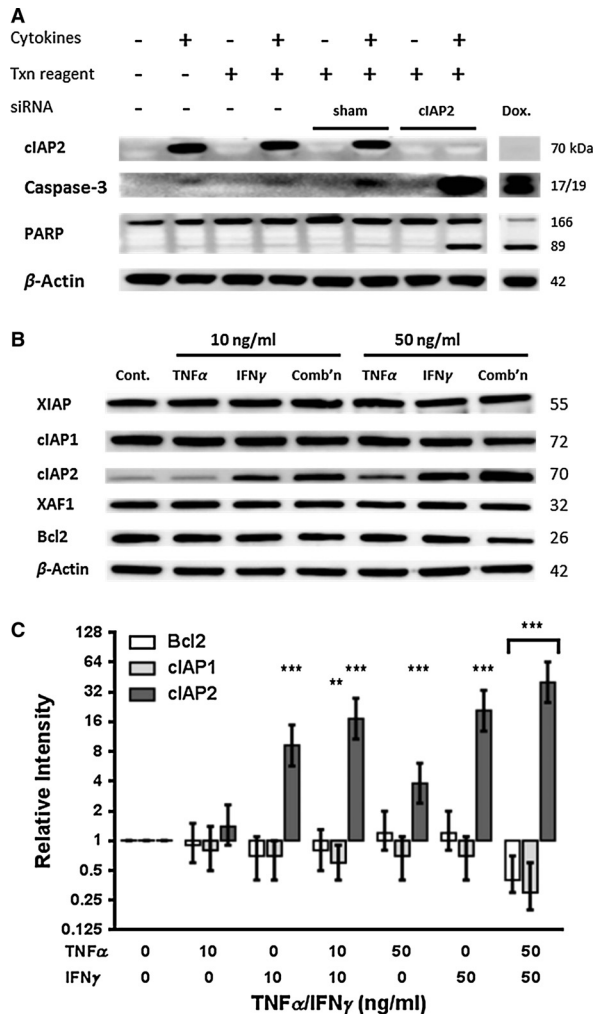 A
Cytokines - + - + - + - +
Txn reagent - - + + + + + +
siRNA - - - - sham cIAP2 Dox.
cIAP2 70 kDa
Caspase-3 17/19
PARP 166
89
β-Actin 42
B
10 ng/ml 50 ng/ml
Cont. TNFα IFNγ Comb'n TNFα IFNγ Comb'n
XIAP 55
cIAP1 72
cIAP2 70
XAF1 32
Bcl2 26
β-Actin 42
C
Relative Intensity
128
64
32
16
8
4
2
1
0.5
0.25
0.125
Bcl2
cIAP1
cIAP2
*** ** *** *** *** ***
TNFα 0 10 0 10 50 0 50
IFNγ 0 0 10 10 0 50 50
TNFα/IFNγ (ng/ml)